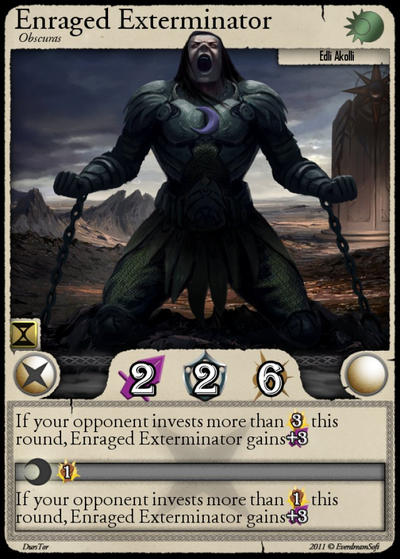 Enraged Exterminator
Obscuras
Edli Akolli
2 2 6
If your opponent invests more than 3 this
round, Enraged Exterminator gains +3
1
If your opponent invests more than 1 this
round, Enraged Exterminator gains +3
DunTer 2011 © EverdreamSoft